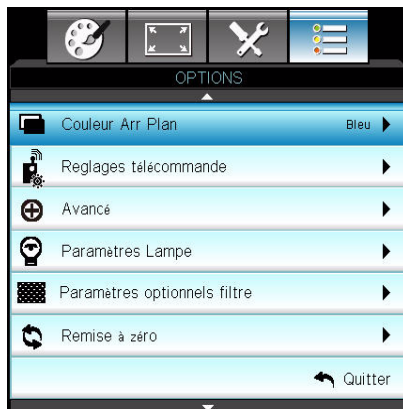 OPTIONS
Couleur Arr Plan Bleu
Reglages télécommande
Avancé
Paramètres Lampe
Paramètres optionnels filtre
Remise à zéro
Quitter